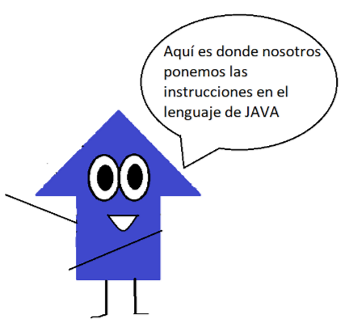 Aquí es donde nosotros
ponemos las
instrucciones en el
lenguaje de JAVA